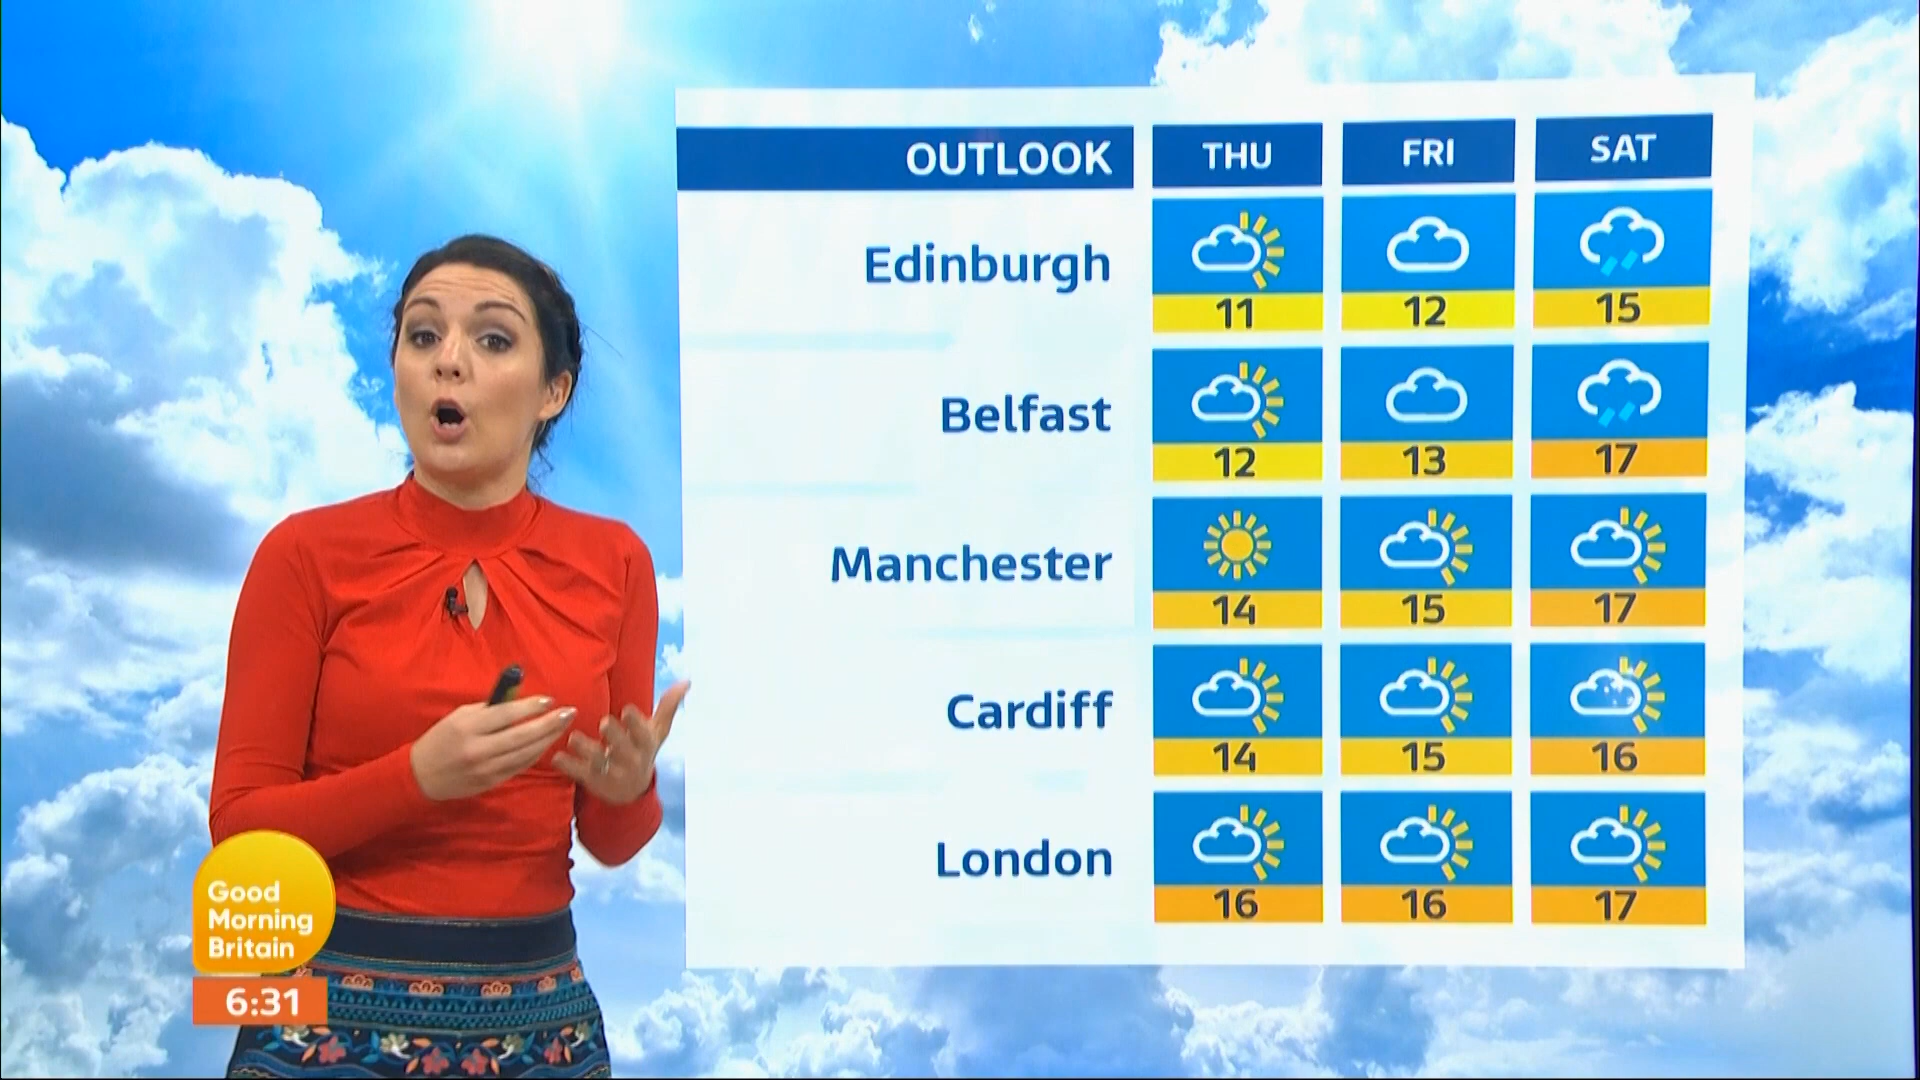 OUTLOOK THU FRI SAT
Edinburgh 11 12 15
Belfast 12 13 17
Manchester 14 15 17
Cardiff 14 15 16
London 16 16 17
Good
Morning
Britain
6:31